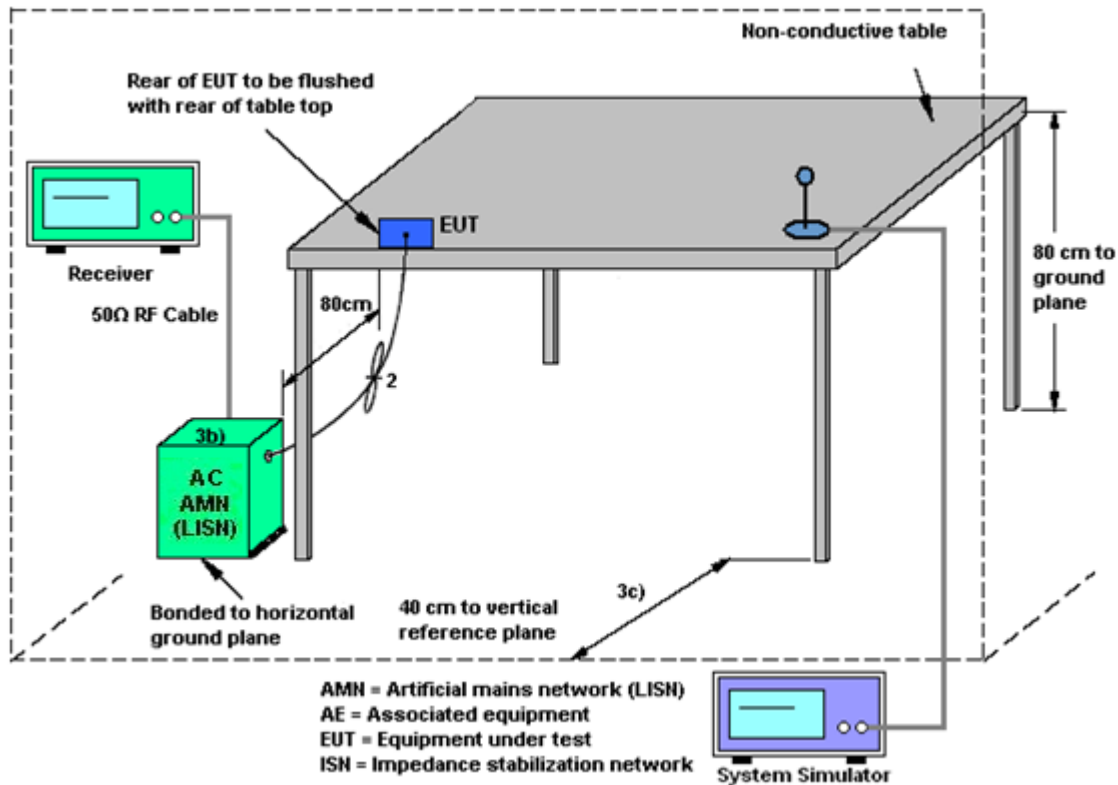 Non-conductive table
Rear of EUT to be flushed
with rear of table top
EUT
Receiver
80 cm to
ground
plane
50Ω RF Cable
80cm
2
3b)
AC
AMN
(LISN)
3c)
Bonded to horizontal
ground plane
40 cm to vertical
reference plane
AMN = Artificial mains network (LISN)
AE = Associated equipment
EUT = Equipment under test
ISN = Impedance stabilization network
System Simulator